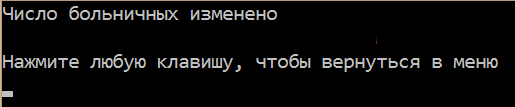 Число больничных изменено
Нажмите любую клавишу, чтобы вернуться в меню